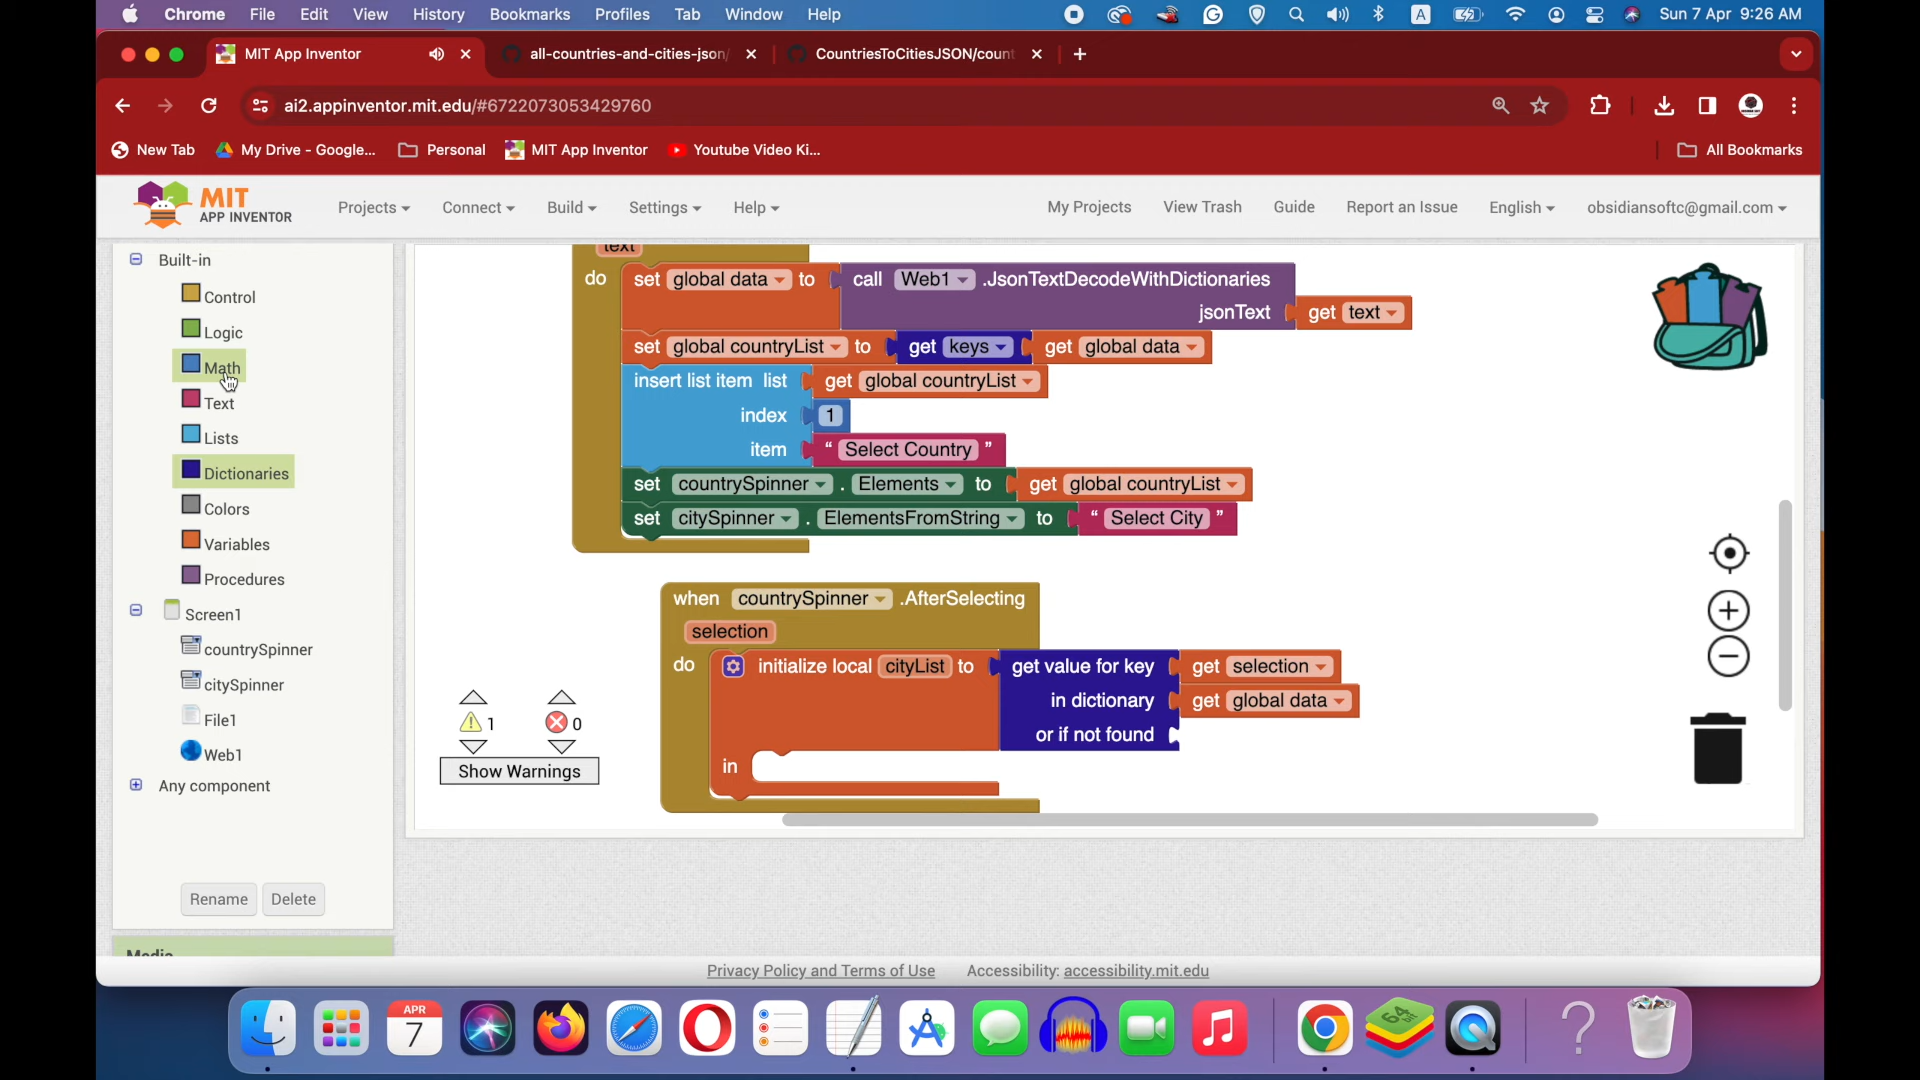 Chrome File Edit View History Bookmarks Profiles Tab Window Help A Sun 7 Apr 9:26 AM
MIT App Inventor all-countries-and-cities-json/ CountriesToCitiesJSON/count
ai2.appinventor.mit.edu/#6722073053429760
New Tab My Drive - Google... Personal MIT App Inventor Youtube Video Ki... All Bookmarks
MIT APP INVENTOR Projects Connect Build Settings Help My Projects View Trash Guide Report an Issue English obsidiansoftc@gmail.com
Built-in
Control
Logic
Math
Text
Lists
Dictionaries
Colors
Variables
Procedures
Screen1
countrySpinner
citySpinner
File1
Web1
Any component
Rename Delete
Media
text
do set global data to call Web1 .JsonTextDecodeWithDictionaries
jsonText get text
set global countryList to get keys get global data
insert list item list get global countryList
index 1
item “ Select Country ”
set countrySpinner . Elements to get global countryList
set citySpinner . ElementsFromString to “ Select City ”
when countrySpinner .AfterSelecting
selection
do initialize local cityList to get value for key get selection
in dictionary get global data
or if not found
in
1 0
Show Warnings
Privacy Policy and Terms of Use Accessibility: accessibility.mit.edu
APR
7
64
bit
?